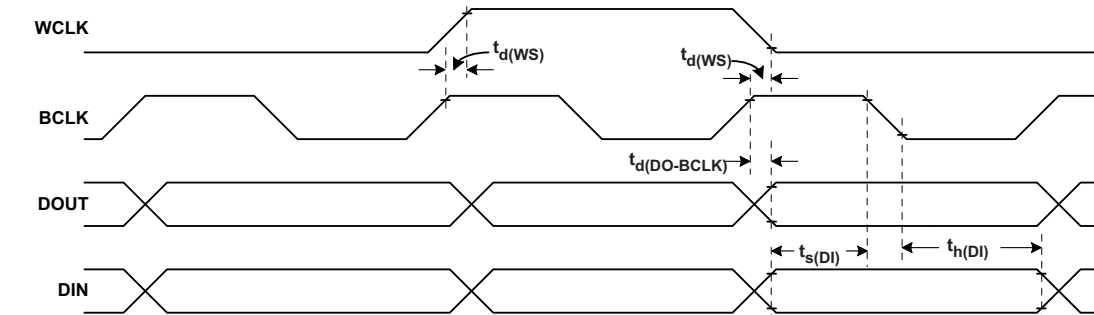 WCLK
td(WS)
td(WS)
BCLK
td(DO-BCLK)
DOUT
ts(DI)
th(DI)
DIN